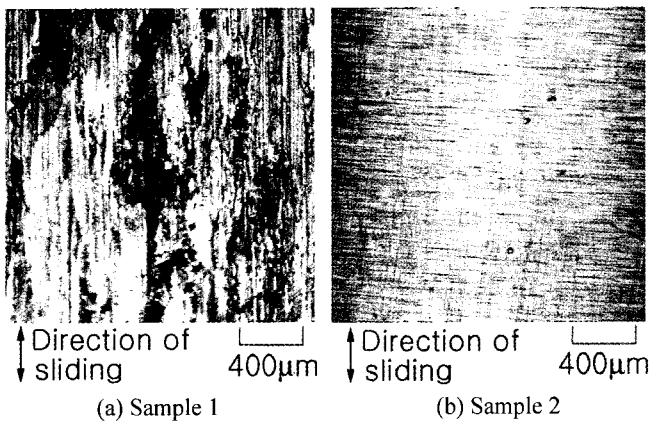 Direction of
sliding
400μm
(a) Sample 1
Direction of
sliding
400μm
(b) Sample 2